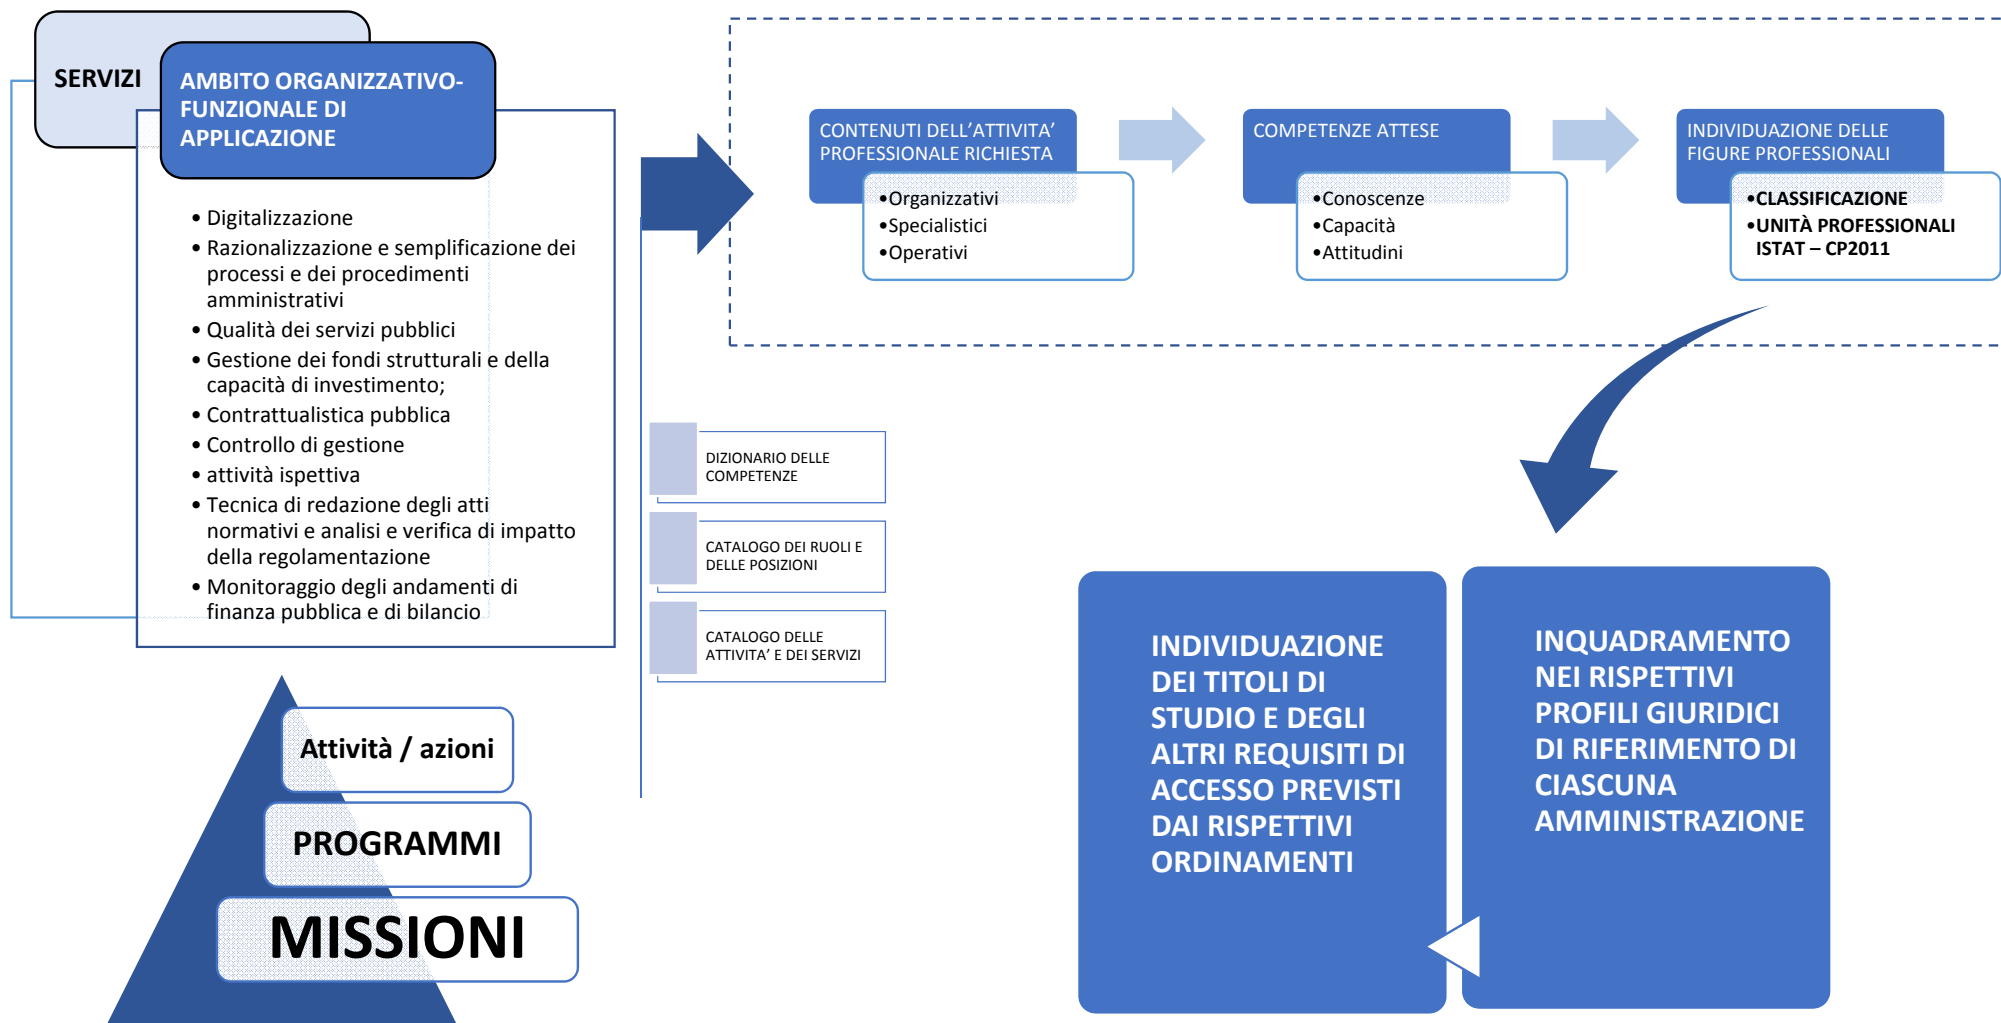 SERVIZI
AMBITO ORGANIZZATIVO-
FUNZIONALE DI
APPLICAZIONE
• Digitalizzazione
• Razionalizzazione e semplificazione dei
processi e dei procedimenti
amministrativi
• Qualità dei servizi pubblici
• Gestione dei fondi strutturali e della
capacità di investimento;
• Contrattualistica pubblica
• Controllo di gestione
• attività ispettiva
• Tecnica di redazione degli atti
normativi e analisi e verifica di impatto
della regolamentazione
• Monitoraggio degli andamenti di
finanza pubblica e di bilancio
Attività / azioni
PROGRAMMI
MISSIONI
DIZIONARIO DELLE
COMPETENZE
CATALOGO DEI RUOLI E
DELLE POSIZIONI
CATALOGO DELLE
ATTIVITA’ E DEI SERVIZI
CONTENUTI DELL’ATTIVITA’
PROFESSIONALE RICHIESTA
•Organizzativi
•Specialistici
•Operativi
COMPETENZE ATTESE
•Conoscenze
•Capacità
•Attitudini
INDIVIDUAZIONE DELLE
FIGURE PROFESSIONALI
•CLASSIFICAZIONE
•UNITÀ PROFESSIONALI
ISTAT – CP2011
INQUADRAMENTO
NEI RISPETTIVI
PROFILI GIURIDICI
DI RIFERIMENTO DI
CIASCUNA
AMMINISTRAZIONE
INDIVIDUAZIONE
DEI TITOLI DI
STUDIO E DEGLI
ALTRI REQUISITI DI
ACCESSO PREVISTI
DAI RISPETTIVI
ORDINAMENTI